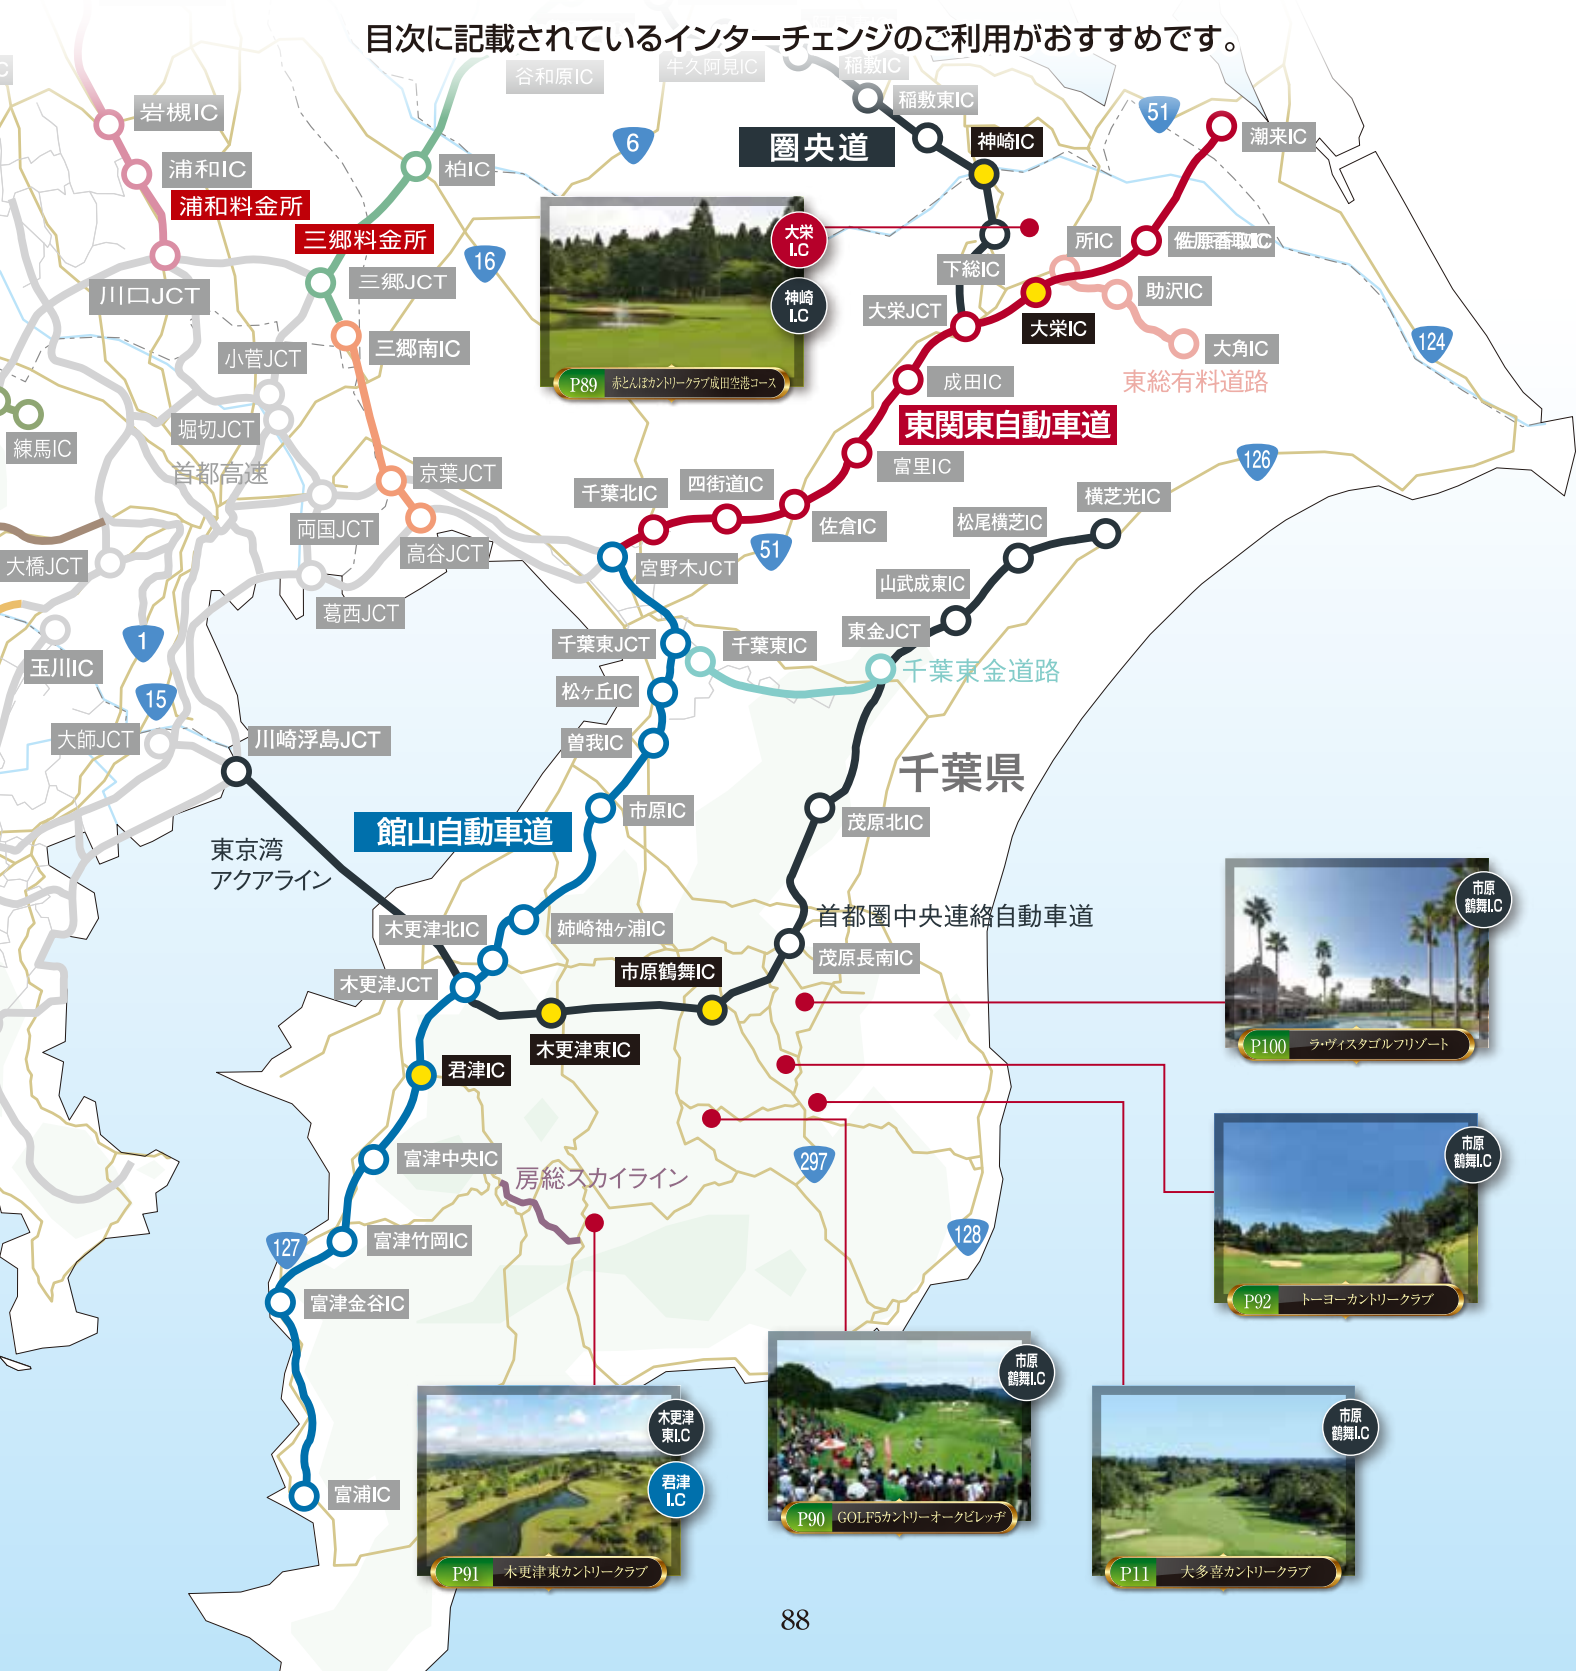 目次に記載されているインターチェンジのご利用がおすすめです。
谷和原IC
牛久阿見IC
稲敷IC
稲敷東IC
岩槻IC
浦和IC
浦和料金所
川口JCT
柏IC
三郷料金所
三郷JCT
三郷南IC
6
16
圏央道
神崎IC
51
潮来IC
下総IC
所IC
助沢IC
大角IC
東総有料道路
大栄JCT
大栄IC
124
大栄
I.C
神崎
I.C
P89 赤とんぼカントリークラブ成田空港コース
小菅JCT
堀切JCT
首都高速
練馬IC
両国JCT
京葉JCT
高谷JCT
大橋JCT
葛西JCT
玉川IC
1
15
大師JCT
川崎浮島JCT
成田IC
東関東自動車道
富里IC
126
千葉北IC
四街道IC
佐倉IC
宮野木JCT
51
横芝光IC
松尾横芝IC
山武成東IC
東金JCT
千葉東JCT
千葉東IC
千葉東金道路
松ヶ丘IC
曽我IC
千葉県
市原IC
茂原北IC
館山自動車道
東京湾
アクアライン
木更津北IC
姉崎袖ヶ浦IC
首都圏中央連絡自動車道
茂原長南IC
木更津JCT
市原鶴舞IC
木更津東IC
君津IC
市原
鶴舞I.C
P100 ラ・ヴィスタゴルフリゾート
富津中央IC
房総スカイライン
297
128
127
富津竹岡IC
富津金谷IC
富浦IC
市原
鶴舞I.C
P92 トーヨーカントリークラブ
市原
鶴舞I.C
P90 GOLF5カントリーオークビレッヂ
木更津
東I.C
君津
I.C
P91 木更津東カントリークラブ
市原
鶴舞I.C
P11 大多喜カントリークラブ
88